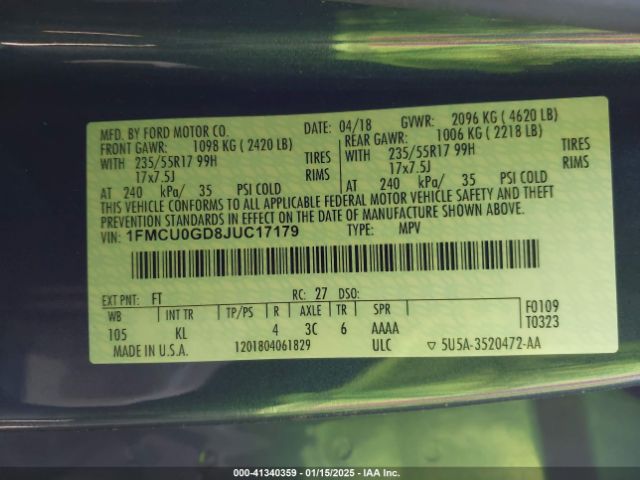 MFD. BY FORD MOTOR CO.
DATE: 04/18 GVWR: 2096 KG ( 4620 LB)
FRONT GAWR: 1098 KG ( 2420 LB) REAR GAWR: 1006 KG ( 2218 LB)
WITH 235/55R17 99H TIRES WITH 235/55R17 99H TIRES
17x7.5J RIMS 17x7.5J RIMS
AT 240 kPa/ 35 PSI COLD AT 240 kPa/ 35 PSI COLD
THIS VEHICLE CONFORMS TO ALL APPLICABLE FEDERAL MOTOR VEHICLE SAFETY AND THEFT
PREVENTION STANDARDS IN EFFECT ON THE DATE OF MANUFACTURE SHOWN ABOVE.
VIN: 1FMCU0GD8JUC17179 TYPE: MPV
EXT PNT: FT RC: 27 DSO:
WB INT TR TP/PS R AXLE TR SPR F0109
105 KL 4 3C 6 AAAA T0323
MADE IN U.S.A. 1201804061829 ULC ▽ 5U5A-3520472-AA
000-41340359 - 01/15/2025 - IAA Inc.